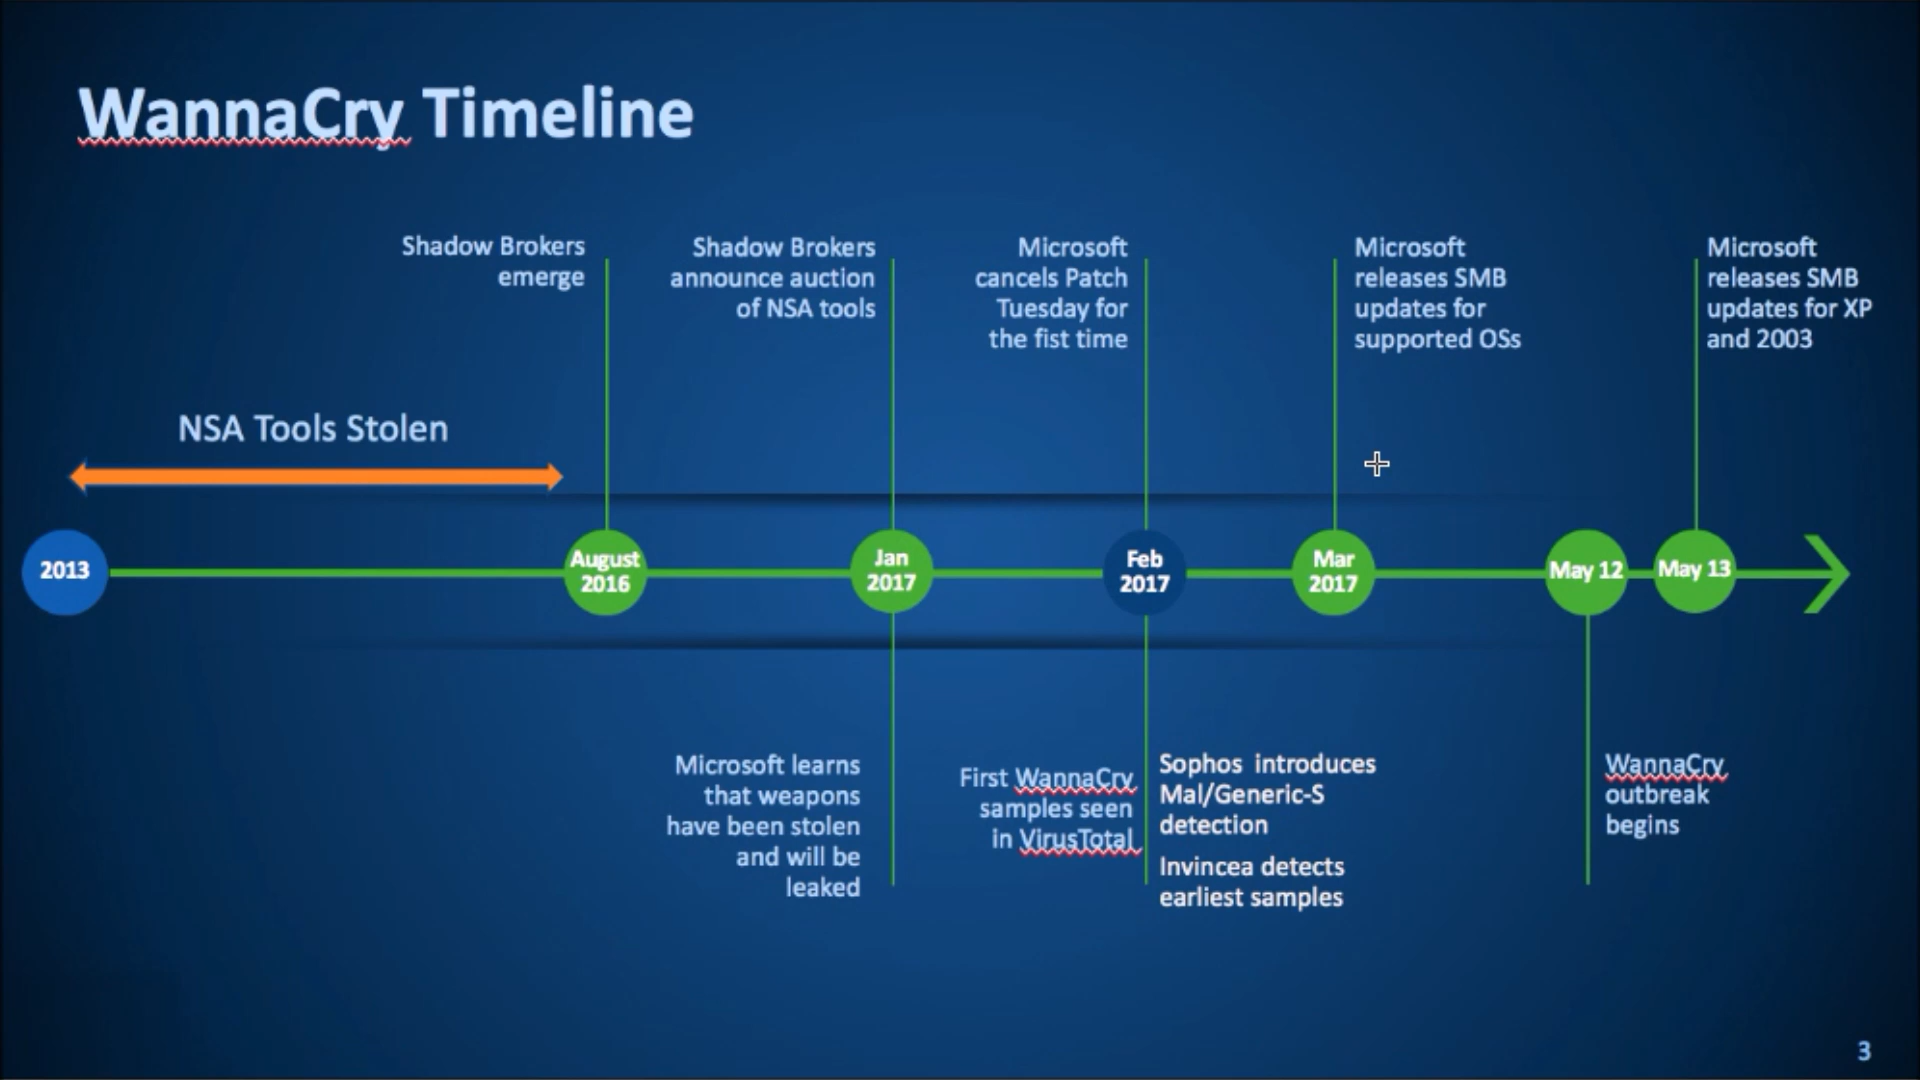 WannaCry Timeline
Shadow Brokers
emerge
Shadow Brokers
announce auction
of NSA tools
Microsoft
cancels Patch
Tuesday for
the fist time
Microsoft
releases SMB
updates for
supported OSs
Microsoft
releases SMB
updates for XP
and 2003
NSA Tools Stolen
2013
August
2016
Jan
2017
Feb
2017
Mar
2017
May 12
May 13
Microsoft learns
that weapons
have been stolen
and will be
leaked
First WannaCry
samples seen
in VirusTotal
Sophos introduces
Mal/Generic-S
detection
Invincea detects
earliest samples
WannaCry
outbreak
begins
3